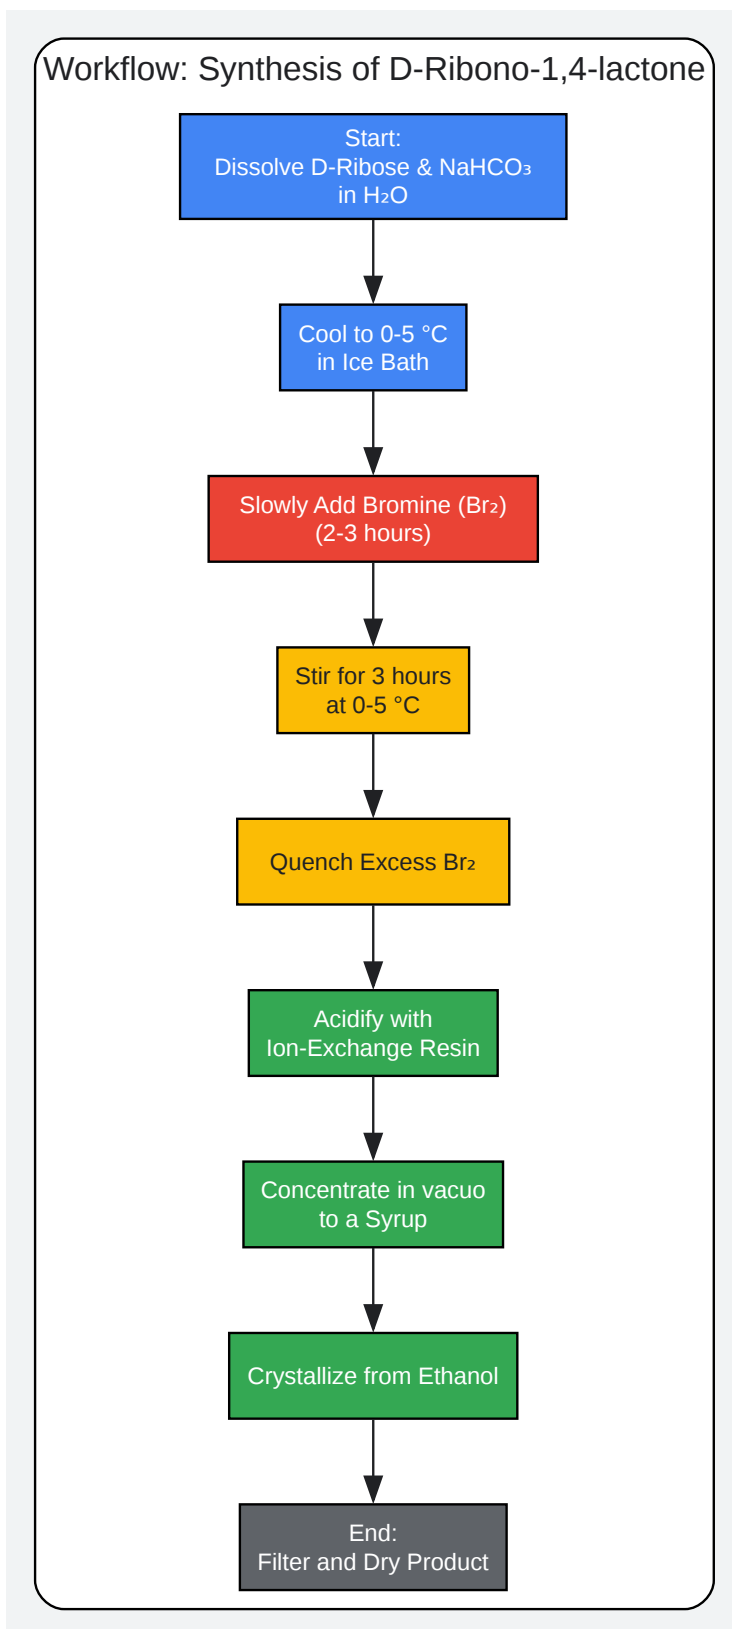 Workflow: Synthesis of D-Ribono-1,4-lactone
Start:
Dissolve D-Ribose & NaHCO₃
in H₂O
Cool to 0-5 °C
in Ice Bath
Slowly Add Bromine (Br₂)
(2-3 hours)
Stir for 3 hours
at 0-5 °C
Quench Excess Br₂
Acidify with
Ion-Exchange Resin
Concentrate in vacuo
to a Syrup
Crystallize from Ethanol
End:
Filter and Dry Product